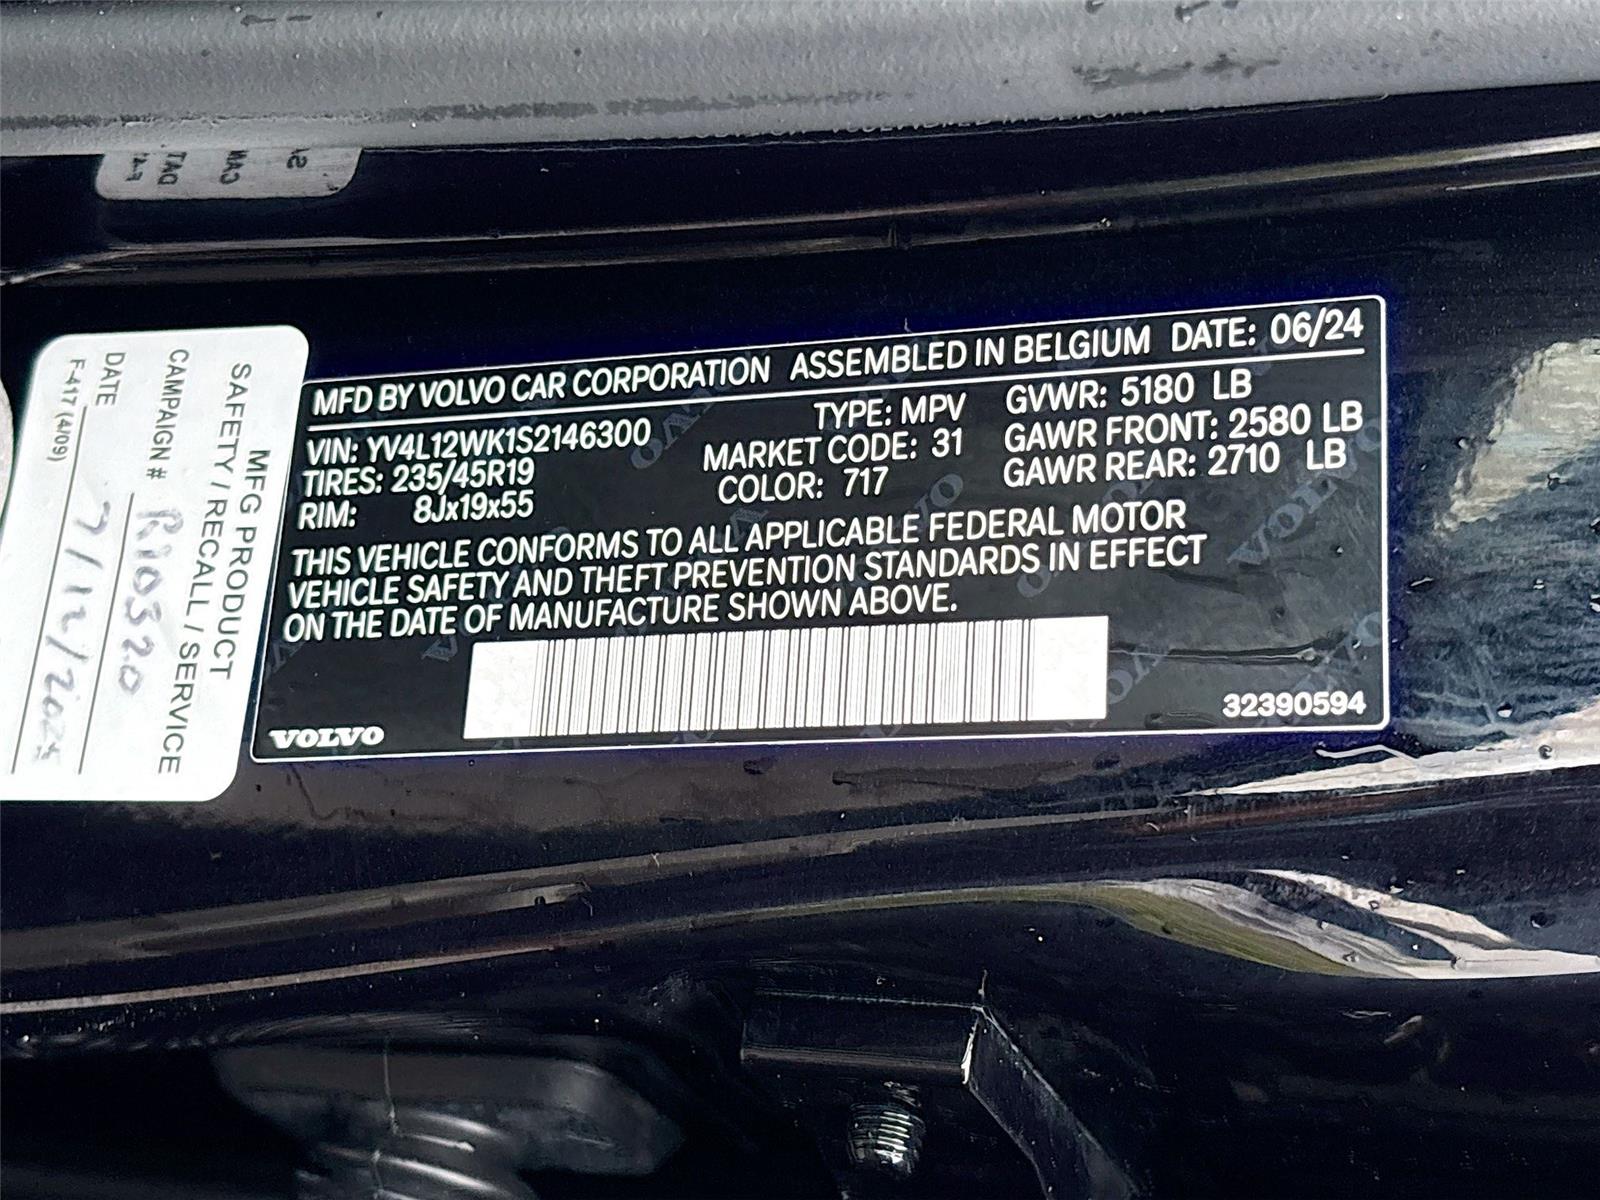 MFD BY VOLVO CAR CORPORATION ASSEMBLED IN BELGIUM DATE: 06/24
VIN: YV4L12WK1S2146300 TYPE: MPV GVWR: 5180 LB
TIRES: 235/45R19 MARKET CODE: 31 GAWR FRONT: 2580 LB
RIM: 8Jx19x55 COLOR: 717 GAWR REAR: 2710 LB
THIS VEHICLE CONFORMS TO ALL APPLICABLE FEDERAL MOTOR
VEHICLE SAFETY AND THEFT PREVENTION STANDARDS IN EFFECT
ON THE DATE OF MANUFACTURE SHOWN ABOVE.
VOLVO
32390594
MFG PRODUCT
SAFETY / RECALL / SERVICE
CAMPAIGN # R10320
DATE 7/12/2024
F-417 (4/09)